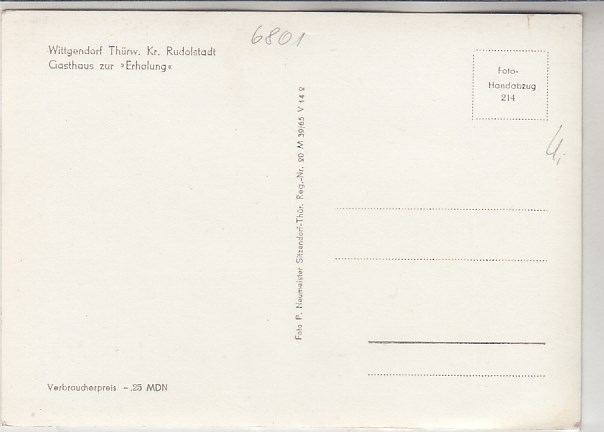 6801
Wittgendorf Thürw. Kr. Rudolstadt
Gasthaus zur »Erholung«
Foto-
Handabzug
214
Foto P. Neumeister Sitzendorf-Thür. Reg.-Nr. 20 M 39/65 V 14 9
Verbraucherpreis –,25 MDN